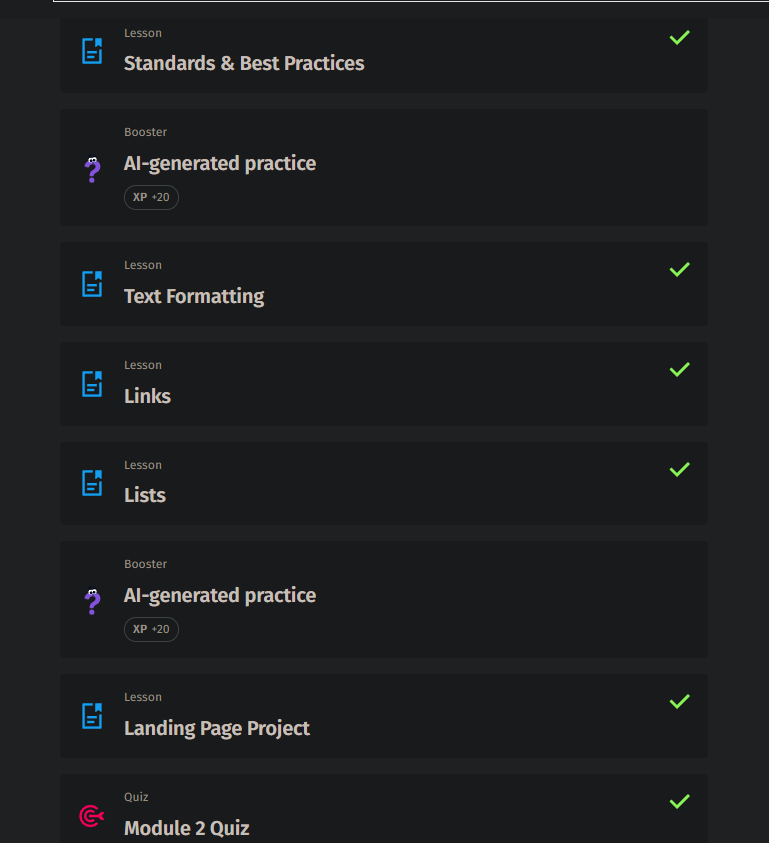 Lesson
Standards & Best Practices
Booster
AI-generated practice
XP +20
Lesson
Text Formatting
Lesson
Links
Lesson
Lists
Booster
AI-generated practice
XP +20
Lesson
Landing Page Project
Quiz
Module 2 Quiz